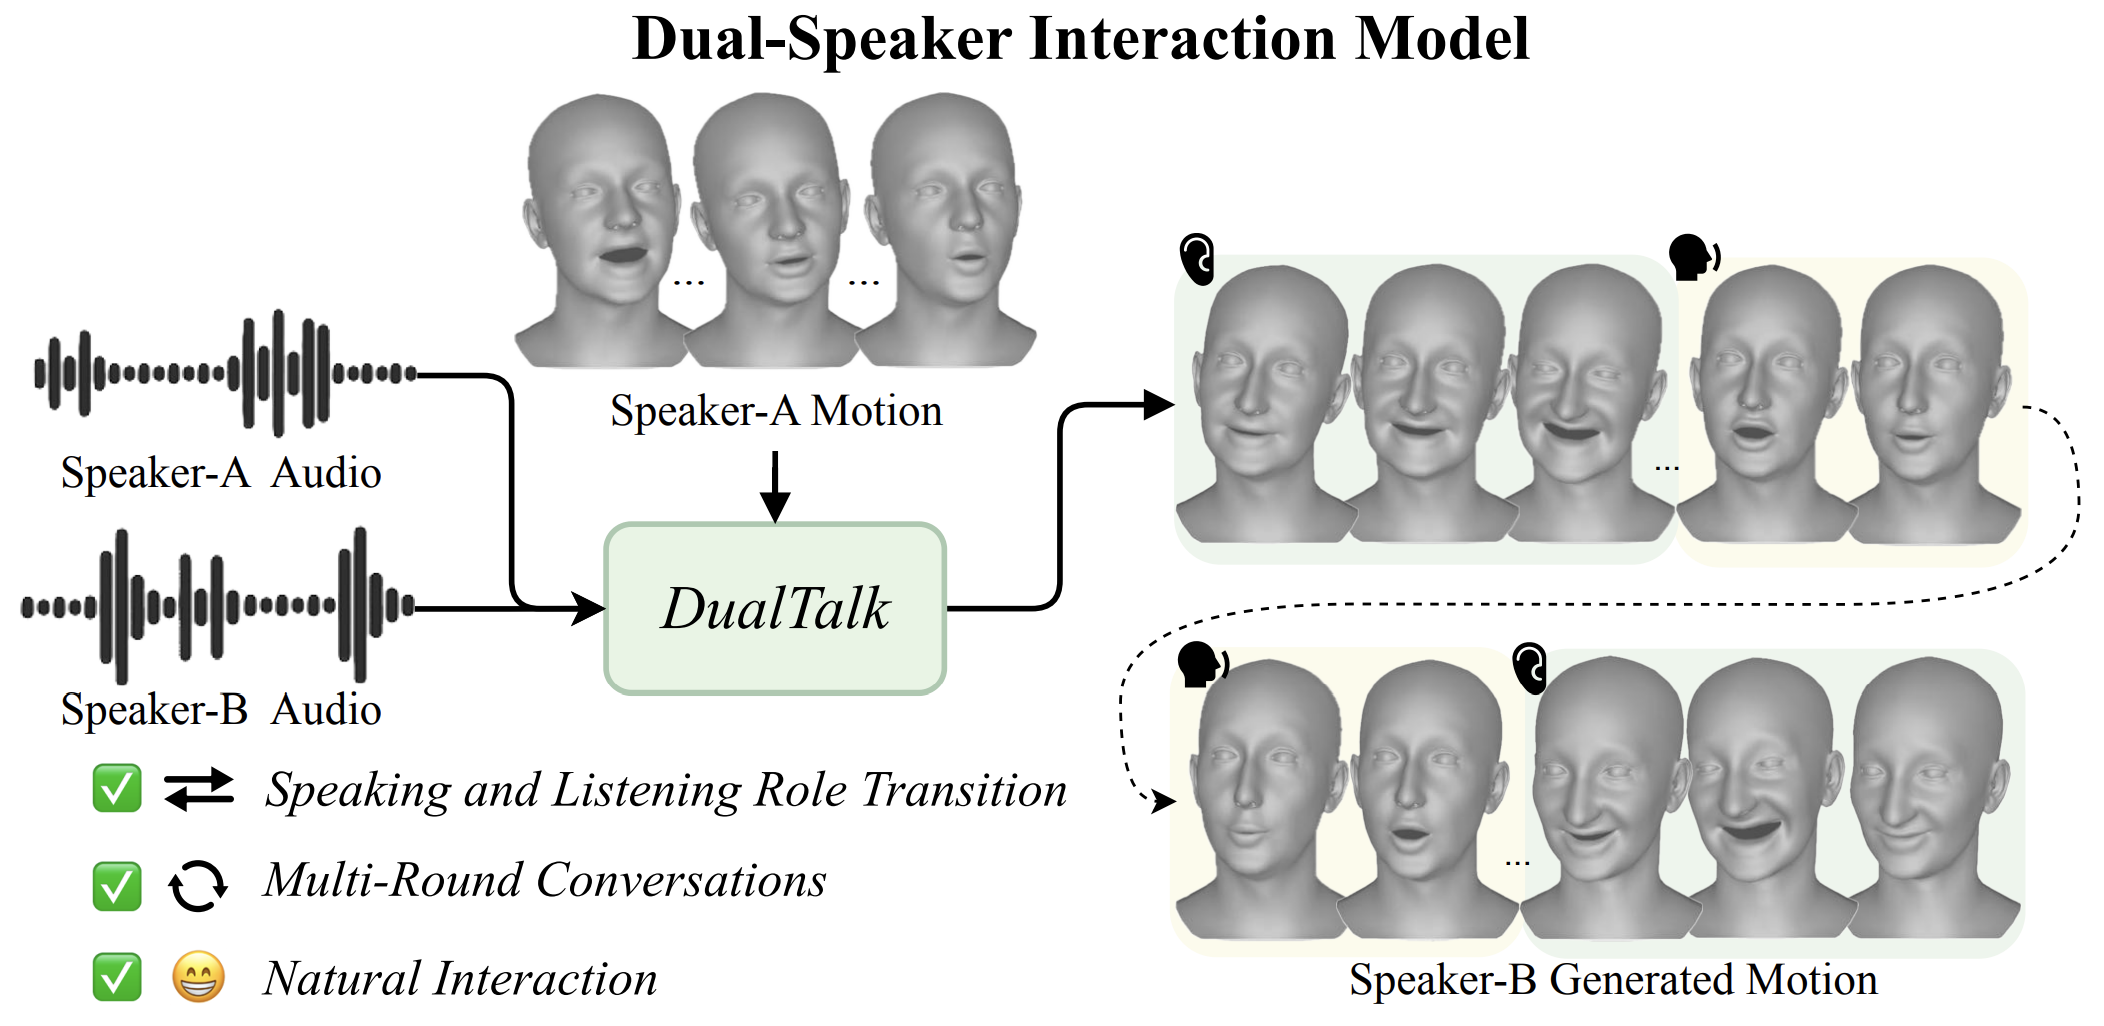 Dual-Speaker Interaction Model
...
...
Speaker-A Motion
Speaker-A Audio
Speaker-B Audio
DualTalk
...
...
Speaker-B Generated Motion
Speaking and Listening Role Transition
Multi-Round Conversations
Natural Interaction